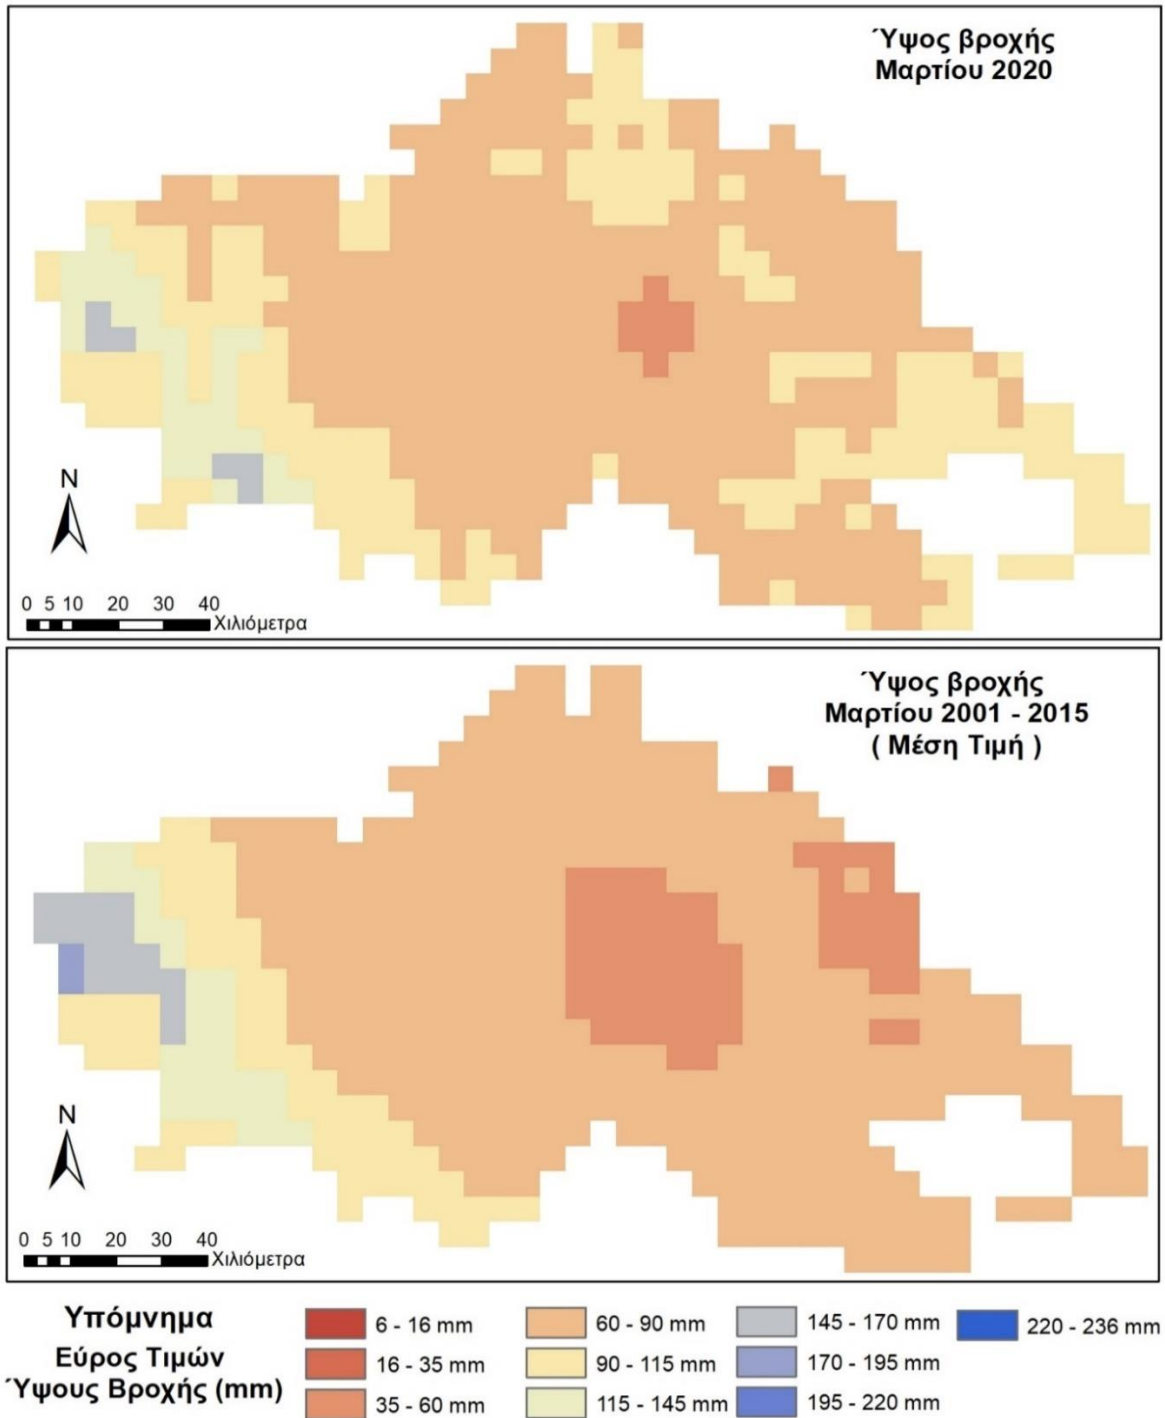 Ύψος βροχής
Μαρτίου 2020
N
0 5 10 20 30 40
Χιλιόμετρα
Ύψος βροχής
Μαρτίου 2001 - 2015
( Μέση Τιμή )
N
0 5 10 20 30 40
Χιλιόμετρα
Υπόμνημα
Εύρος Τιμών
Ύψους Βροχής (mm)
6 - 16 mm
16 - 35 mm
35 - 60 mm
60 - 90 mm
90 - 115 mm
115 - 145 mm
145 - 170 mm
170 - 195 mm
195 - 220 mm
220 - 236 mm